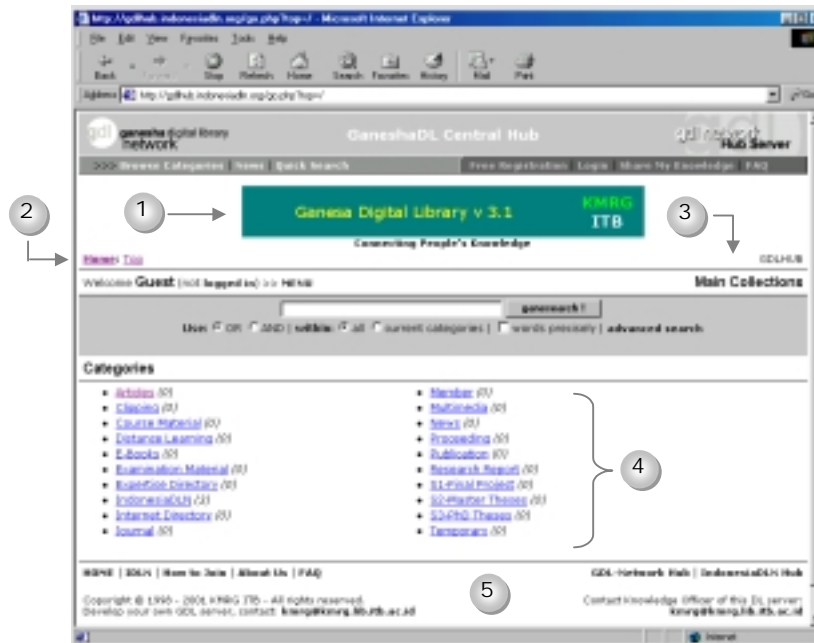 http://gdlhub.indonesiadln.org/go.php?top=/ - Microsoft Internet Explorer
File Edit View Favorites Tools Help
Back Forward Stop Refresh Home Search Favorites History Mail Print
Address http://gdlhub.indonesiadln.org/go.php?top=/
gdl ganesha digital library network
GaneshaDL Central Hub
gdl network Hub Server
>>> Browse Categories | News | Quick Search
Free Registration | Login | Share My Knowledge | FAQ
1
Ganesa Digital Library v 3.1
KMRG
ITB
2
3
Connecting People's Knowledge
Home: Top
GDLHUB
Welcome Guest (not logged in) >> MENU
Main Collections
Use: OR AND | within: all current categories | words precisely | advanced search
Categories
Articles (0)
Clipping (0)
Course Material (0)
Distance Learning (0)
E-Books (0)
Examination Material (0)
Expertise Directory (0)
IndonesiaDLN (3)
Internet Directory (0)
Journal (0)
Member (0)
Multimedia (0)
News (0)
Proceeding (0)
Publication (0)
Research Report (0)
S1-Final Project (0)
S2-Master Theses (0)
S3-PhD Theses (0)
Temporary (0)
4
HOME | IDLN | How to Join | About Us | FAQ
GDL-Network Hub | IndonesiaDLN Hub
5
Copyright © 1998 - 2001 KMRG ITB - All rights reserved.
Develop your own GDL server, contact: kmrg@kmrg.lib.itb.ac.id
Contact Knowledge Officer of this DL server:
kmrg@kmrg.lib.itb.ac.id
Internet